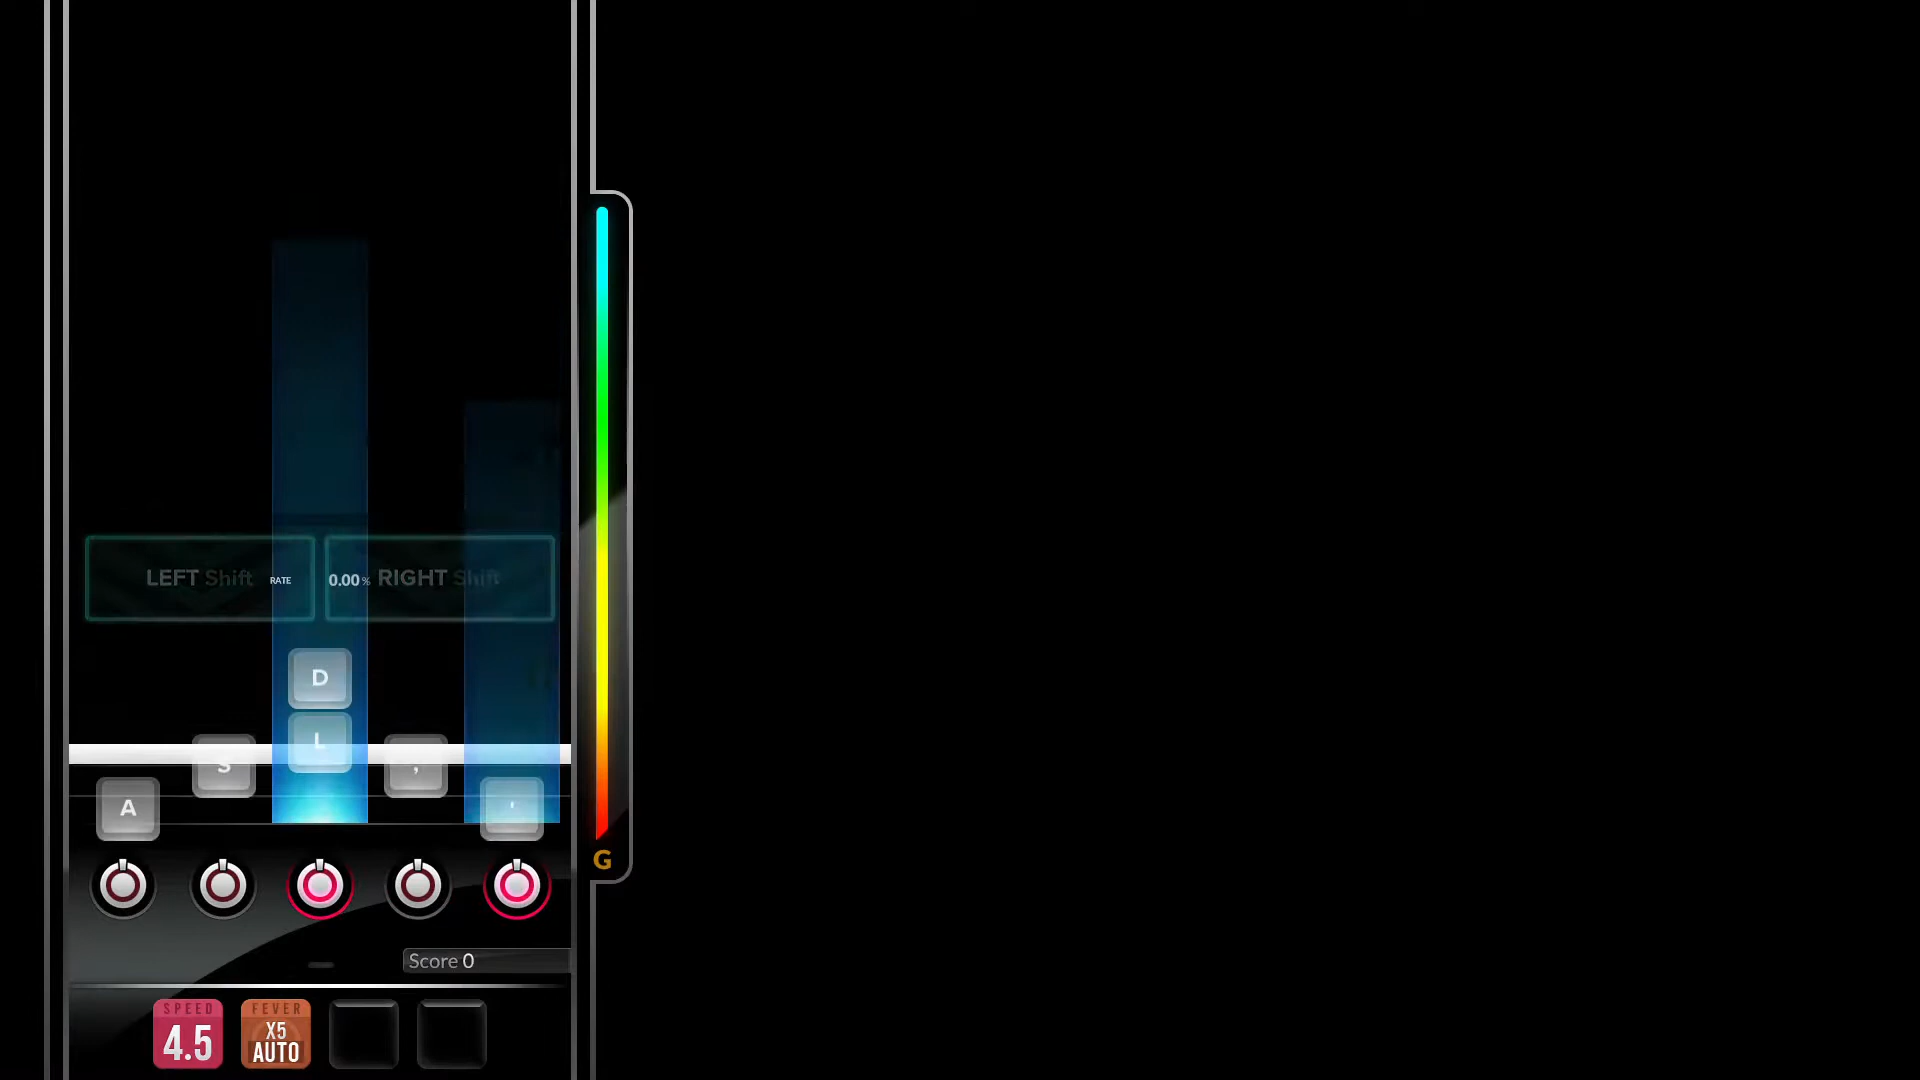 LEFT Shift RATE 0.00% RIGHT Shift
D
L
S ,
A '
G
Score 0
SPEED FEVER
4.5 X5
AUTO